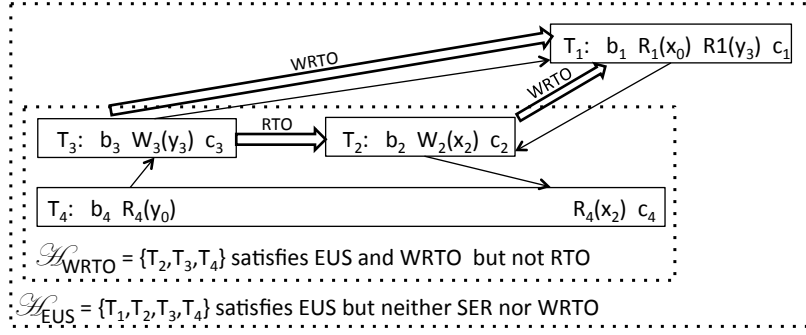 WRTO
T₁: b₁ R₁(x₀) R1(y₃) c₁
WRTO
T₃: b₃ W₃(y₃) c₃
RTO
T₂: b₂ W₂(x₂) c₂
T₄: b₄ R₄(y₀) R₄(x₂) c₄
ℋ_WRTO = {T₂,T₃,T₄} satisfies EUS and WRTO but not RTO
ℋ_EUS = {T₁,T₂,T₃,T₄} satisfies EUS but neither SER nor WRTO